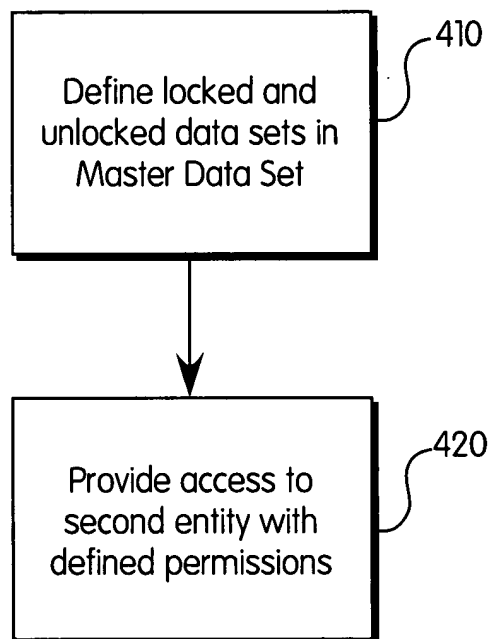 410
Define locked and
unlocked data sets in
Master Data Set
420
Provide access to
second entity with
defined permissions